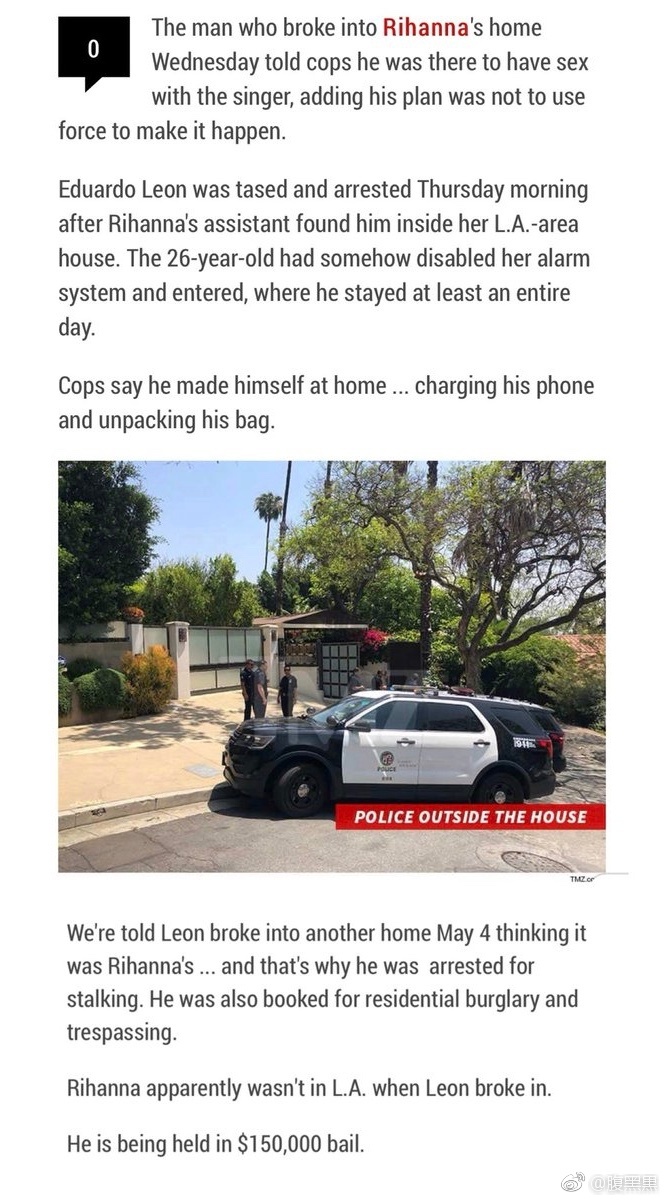 0
The man who broke into Rihanna's home
Wednesday told cops he was there to have sex
with the singer, adding his plan was not to use
force to make it happen.
Eduardo Leon was tased and arrested Thursday morning
after Rihanna's assistant found him inside her L.A.-area
house. The 26-year-old had somehow disabled her alarm
system and entered, where he stayed at least an entire
day.
Cops say he made himself at home ... charging his phone
and unpacking his bag.
TMZ
POLICE
POLICE OUTSIDE THE HOUSE
TMZ.co
We're told Leon broke into another home May 4 thinking it
was Rihanna's ... and that's why he was arrested for
stalking. He was also booked for residential burglary and
trespassing.
Rihanna apparently wasn't in L.A. when Leon broke in.
He is being held in $150,000 bail.
@腹黑黒